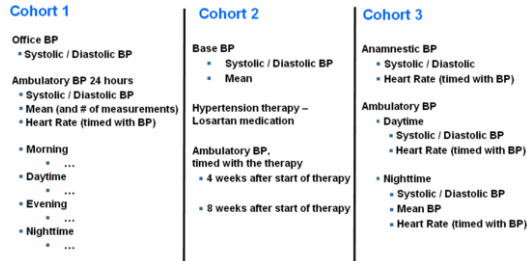 Cohort 1
Office BP
Systolic / Diastolic BP
Ambulatory BP 24 hours
Systolic / Diastolic BP
Mean (and # of measurements)
Heart Rate (timed with BP)
Morning
...
Daytime
...
Evening
...
Nighttime
...
Cohort 2
Base BP
Systolic / Diastolic BP
Mean
Hypertension therapy –
Losartan medication
Ambulatory BP,
timed with the therapy
4 weeks after start of therapy
8 weeks after start of therapy
Cohort 3
Anamnestic BP
Systolic / Diastolic
Heart Rate (timed with BP)
Ambulatory BP
Daytime
Systolic / Diastolic BP
Heart Rate (timed with BP)
Nighttime
Systolic / Diastolic BP
Mean BP
Heart Rate (timed with BP)